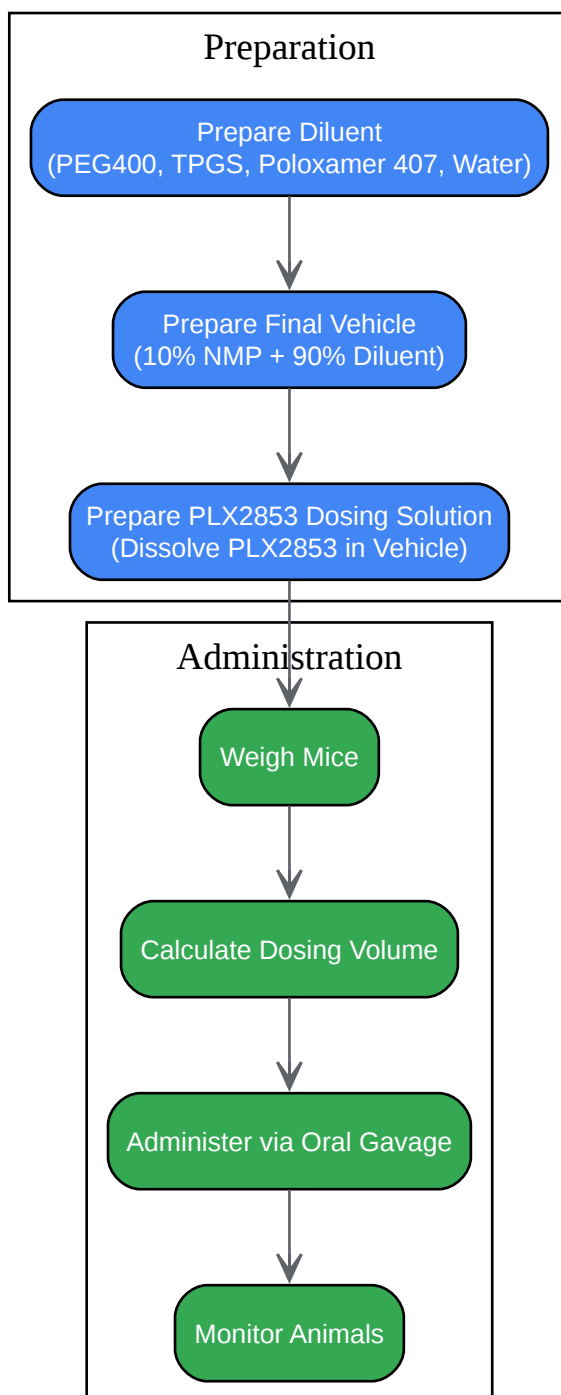 Preparation
Prepare Diluent
(PEG400, TPGS, Poloxamer 407, Water)
Prepare Final Vehicle
(10% NMP + 90% Diluent)
Prepare PLX2853 Dosing Solution
(Dissolve PLX2853 in Vehicle)
Administration
Weigh Mice
Calculate Dosing Volume
Administer via Oral Gavage
Monitor Animals